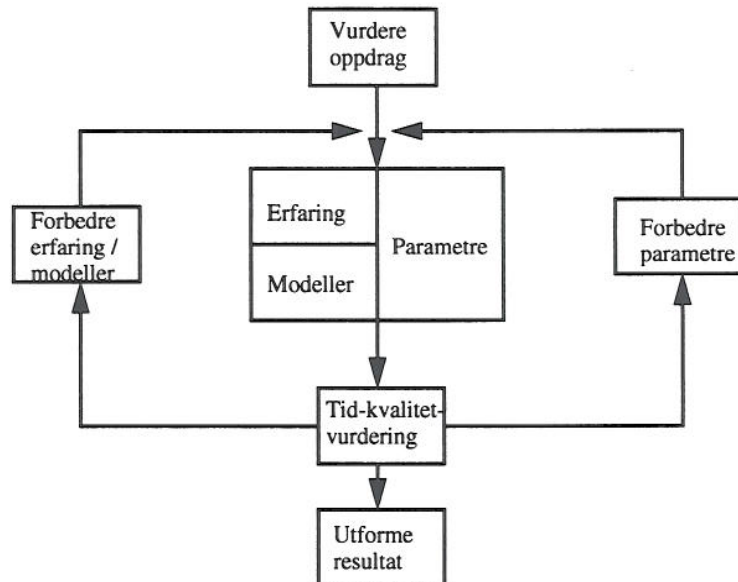 Vurdere
oppdrag
Erfaring
Modeller
Parametre
Forbedre
erfaring /
modeller
Forbedre
parametre
Tid-kvalitet-
vurdering
Utforme
resultat